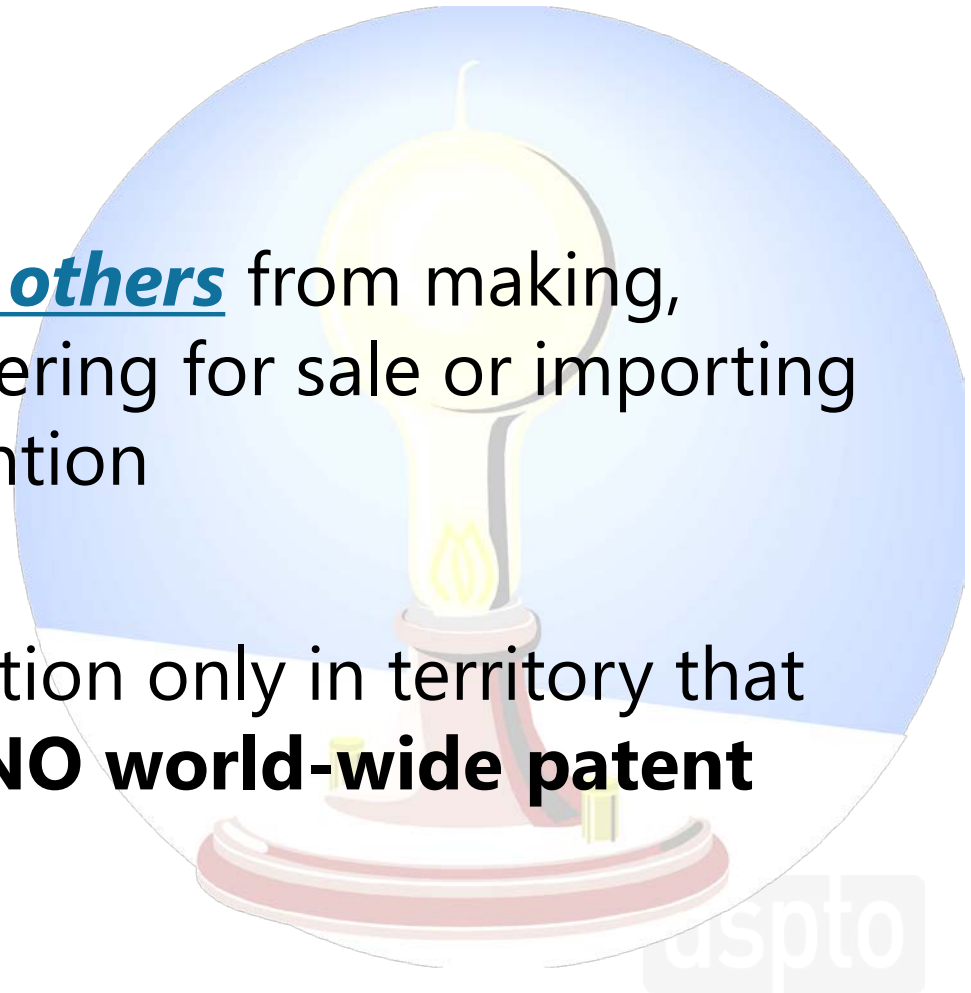 others from making,
ering for sale or importing
ntion
tion only in territory that
NO world-wide patent
uspto